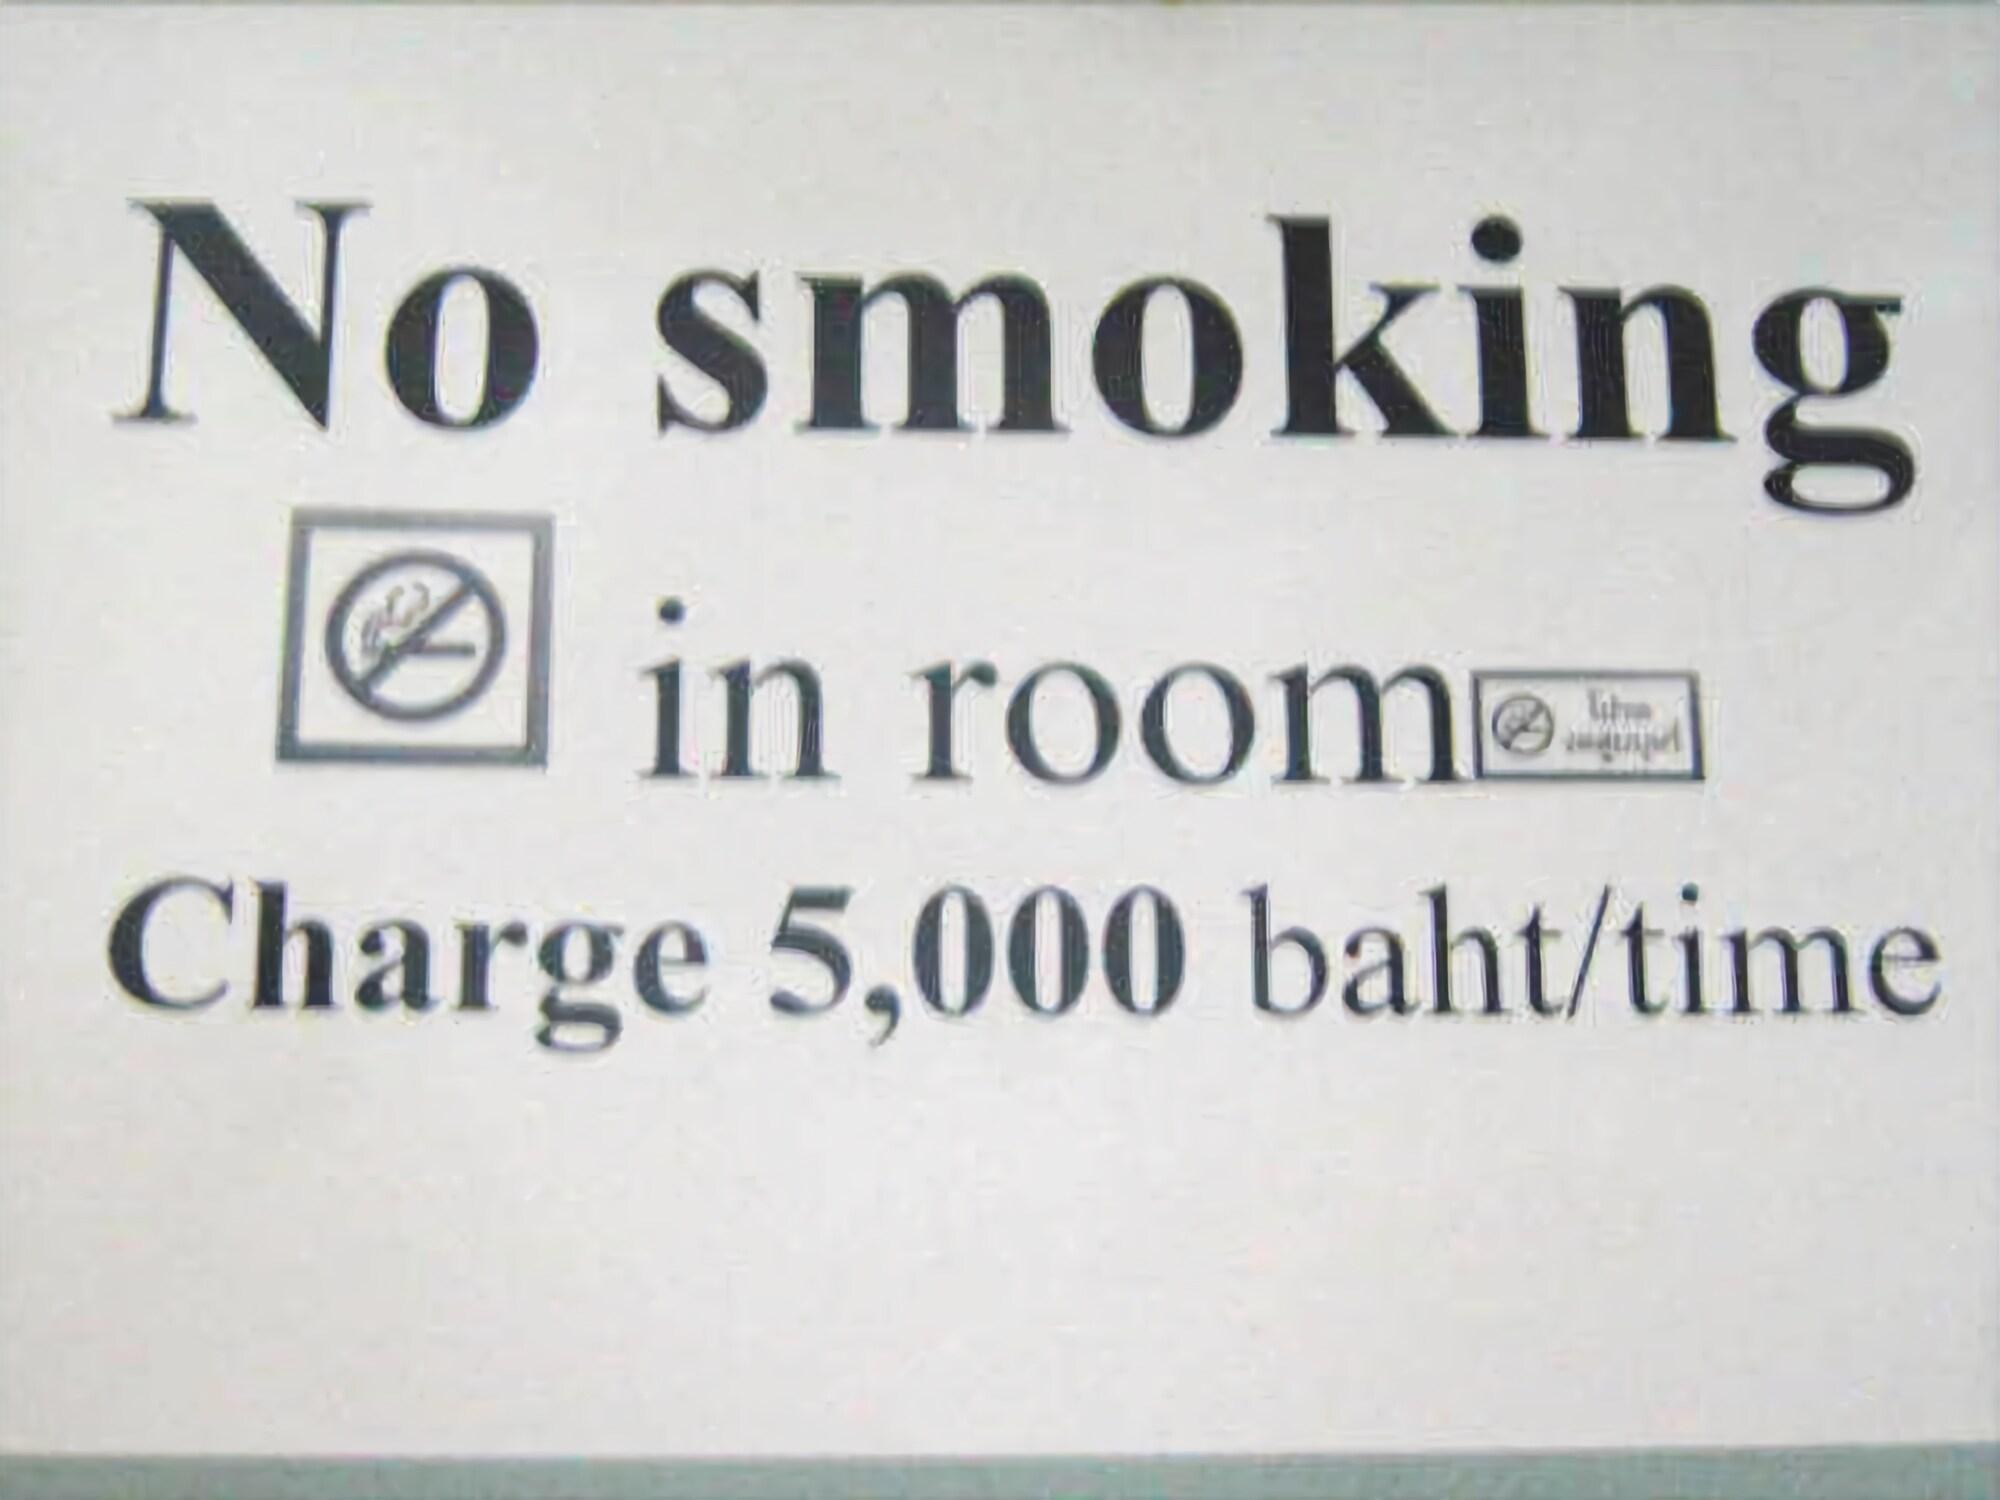 No smoking
in room
Charge 5,000 baht/time